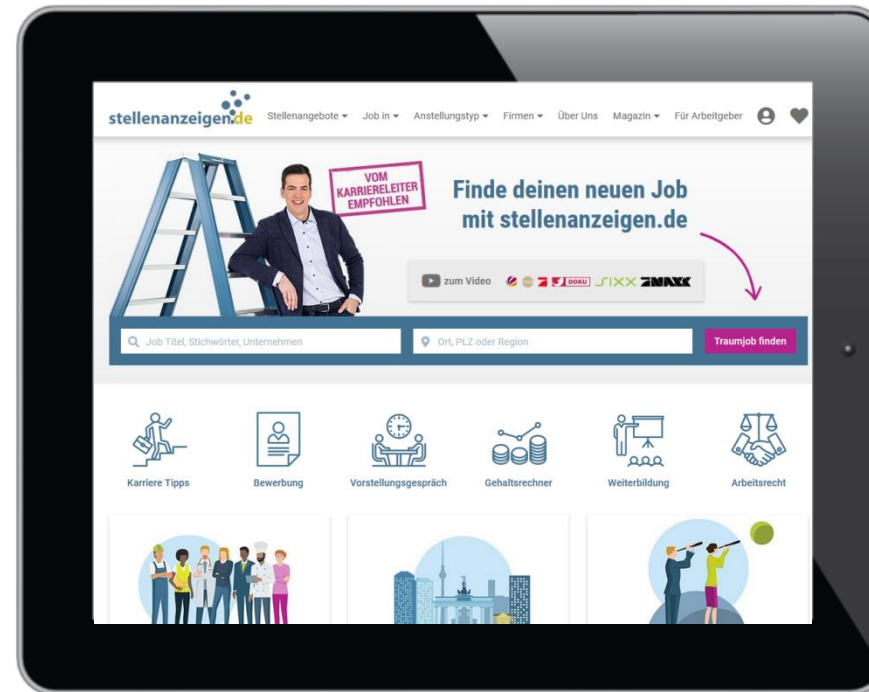 stellenanzeigen.de
Stellenangebote Job in Anstellungstyp Firmen Über Uns Magazin Für Arbeitgeber
VOM
KARRIERELEITER
EMPFOHLEN
Finde deinen neuen Job
mit stellenanzeigen.de
zum Video DOKU SIXX MAXX
Job Titel, Stichwörter, Unternehmen
Ort, PLZ oder Region
Traumjob finden
Karriere Tipps
Bewerbung
Vorstellungsgespräch
Gehaltsrechner
Weiterbildung
Arbeitsrecht